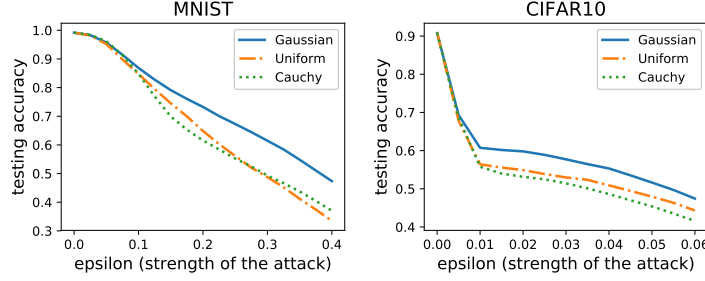 MNIST
testing accuracy
1.0
0.9
0.8
0.7
0.6
0.5
0.4
0.3
0.0
0.1
0.2
0.3
0.4
epsilon (strength of the attack)
Gaussian
Uniform
Cauchy
CIFAR10
testing accuracy
0.9
0.8
0.7
0.6
0.5
0.4
0.00
0.01
0.02
0.03
0.04
0.05
0.06
epsilon (strength of the attack)
Gaussian
Uniform
Cauchy